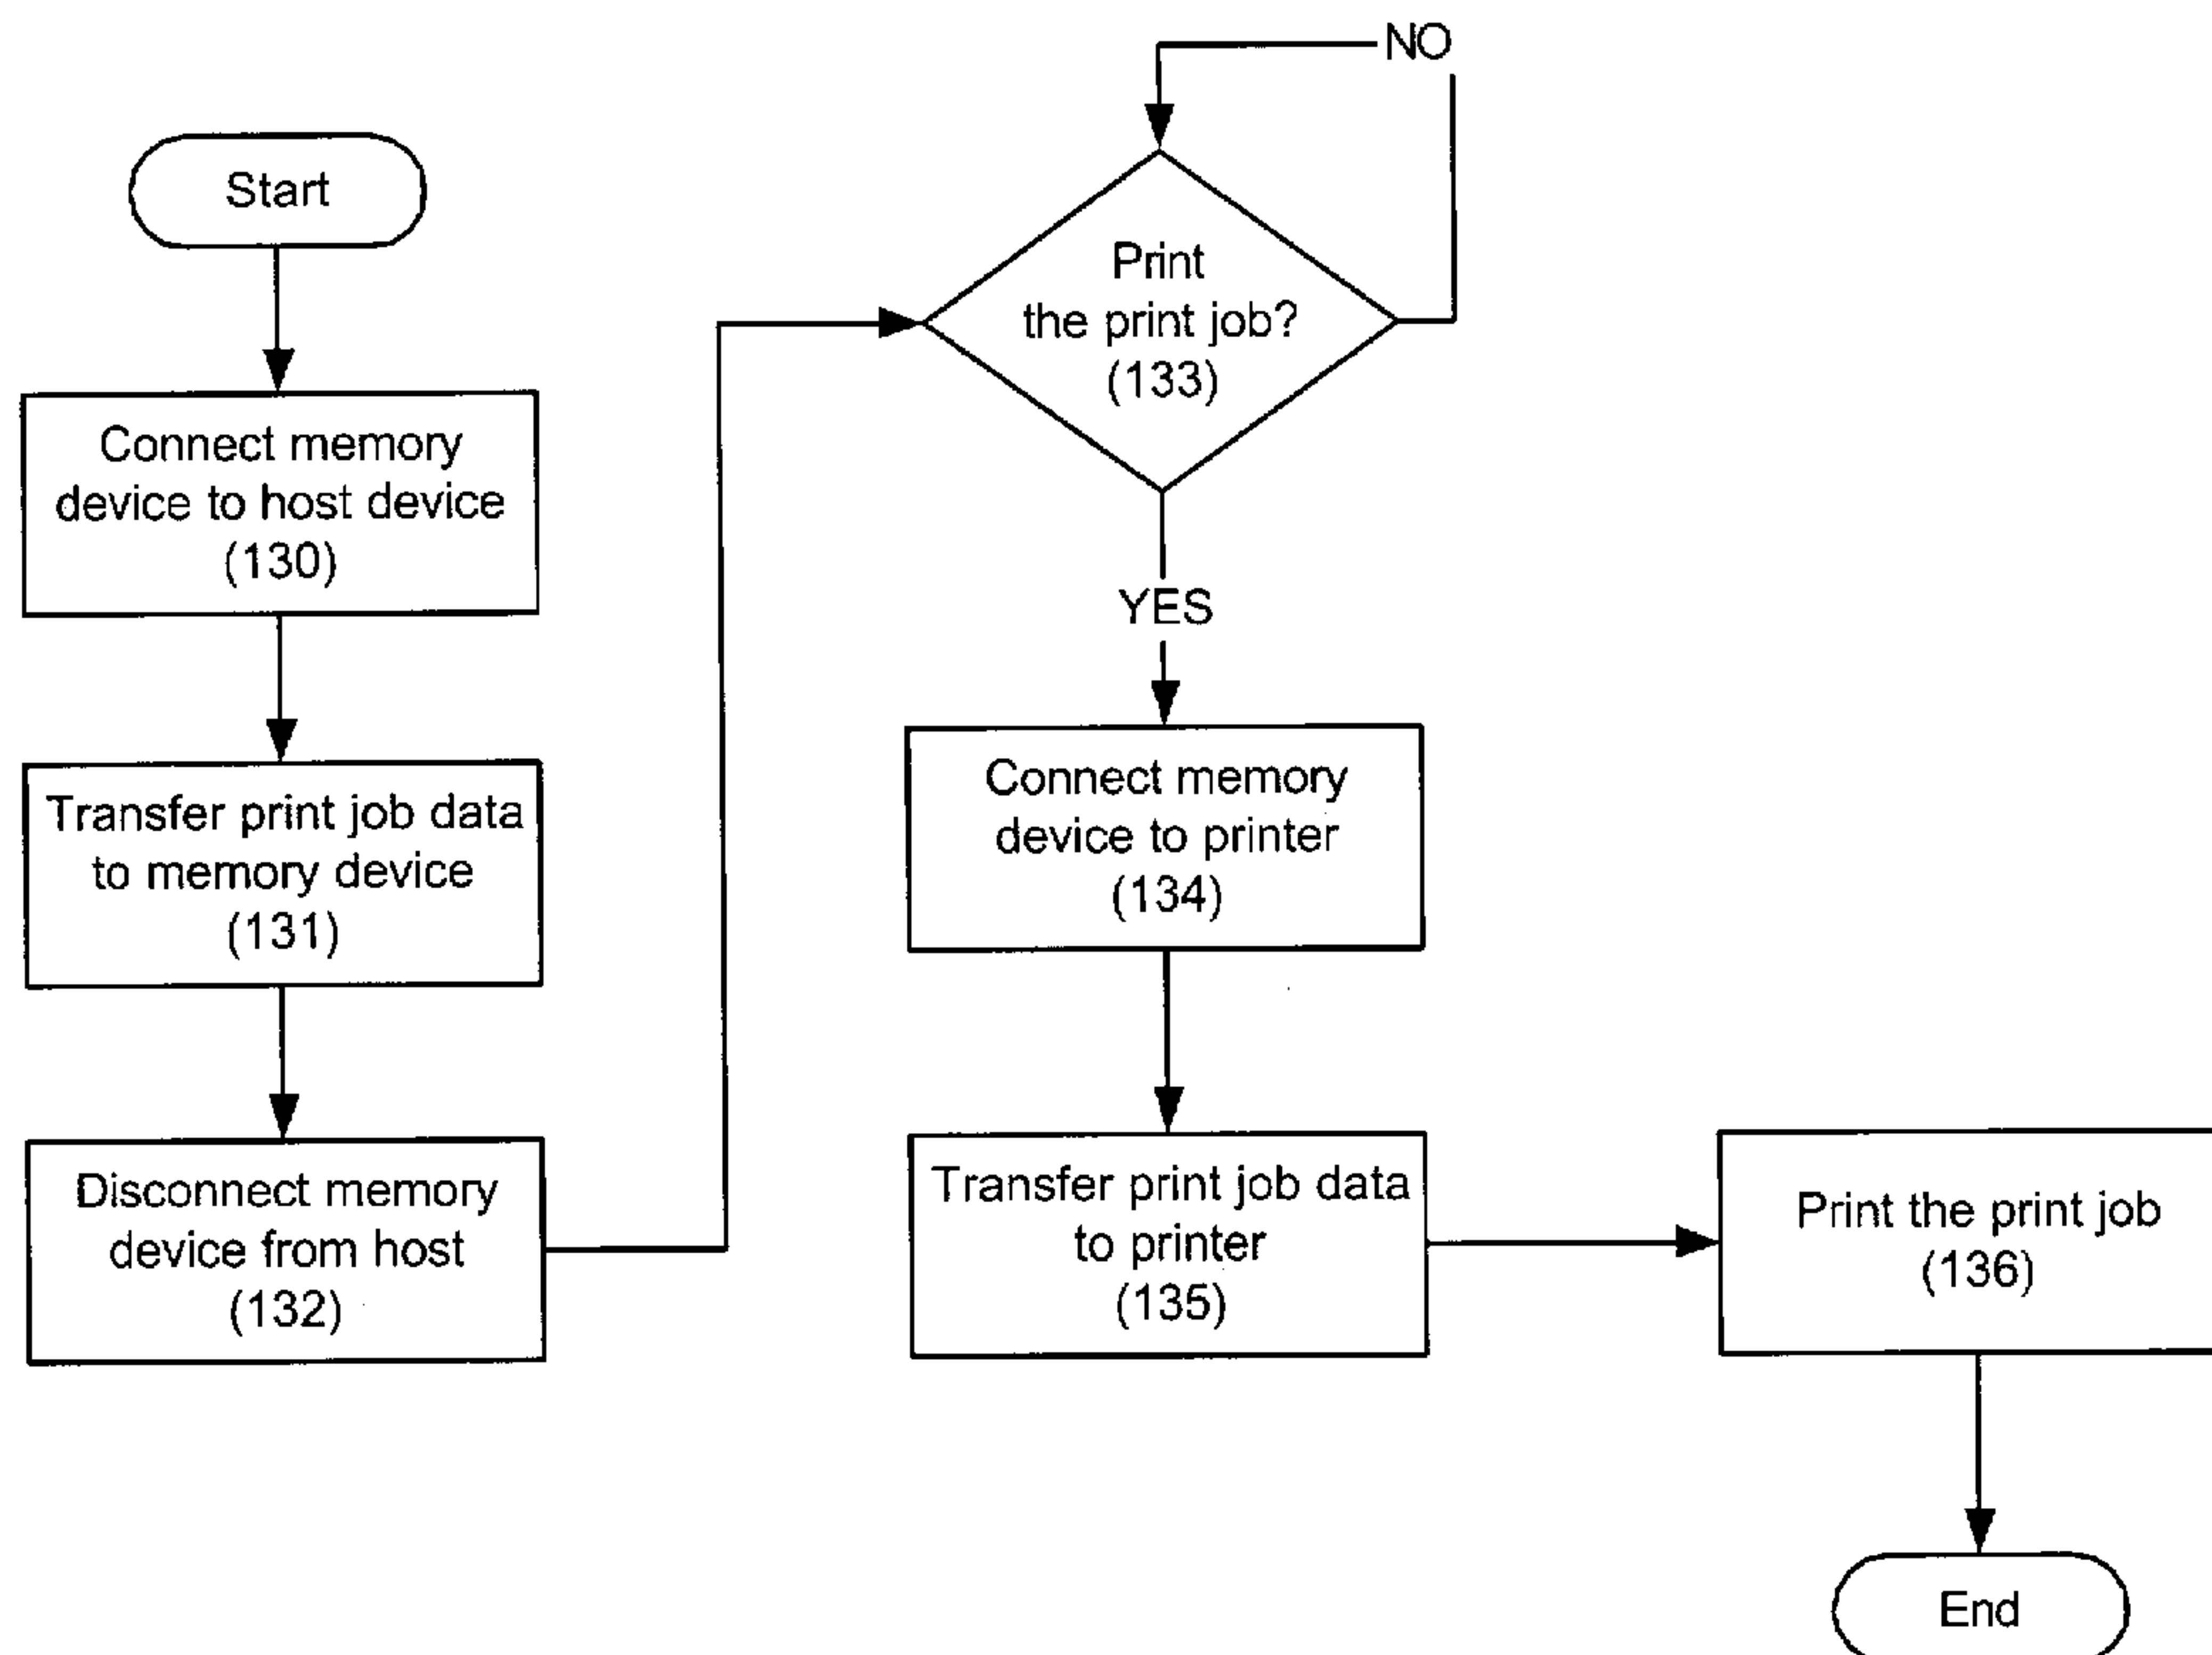 Start
Connect memory
device to host device
(130)
Transfer print job data
to memory device
(131)
Disconnect memory
device from host
(132)
NO
Print
the print job?
(133)
YES
Connect memory
device to printer
(134)
Transfer print job data
to printer
(135)
Print the print job
(136)
End